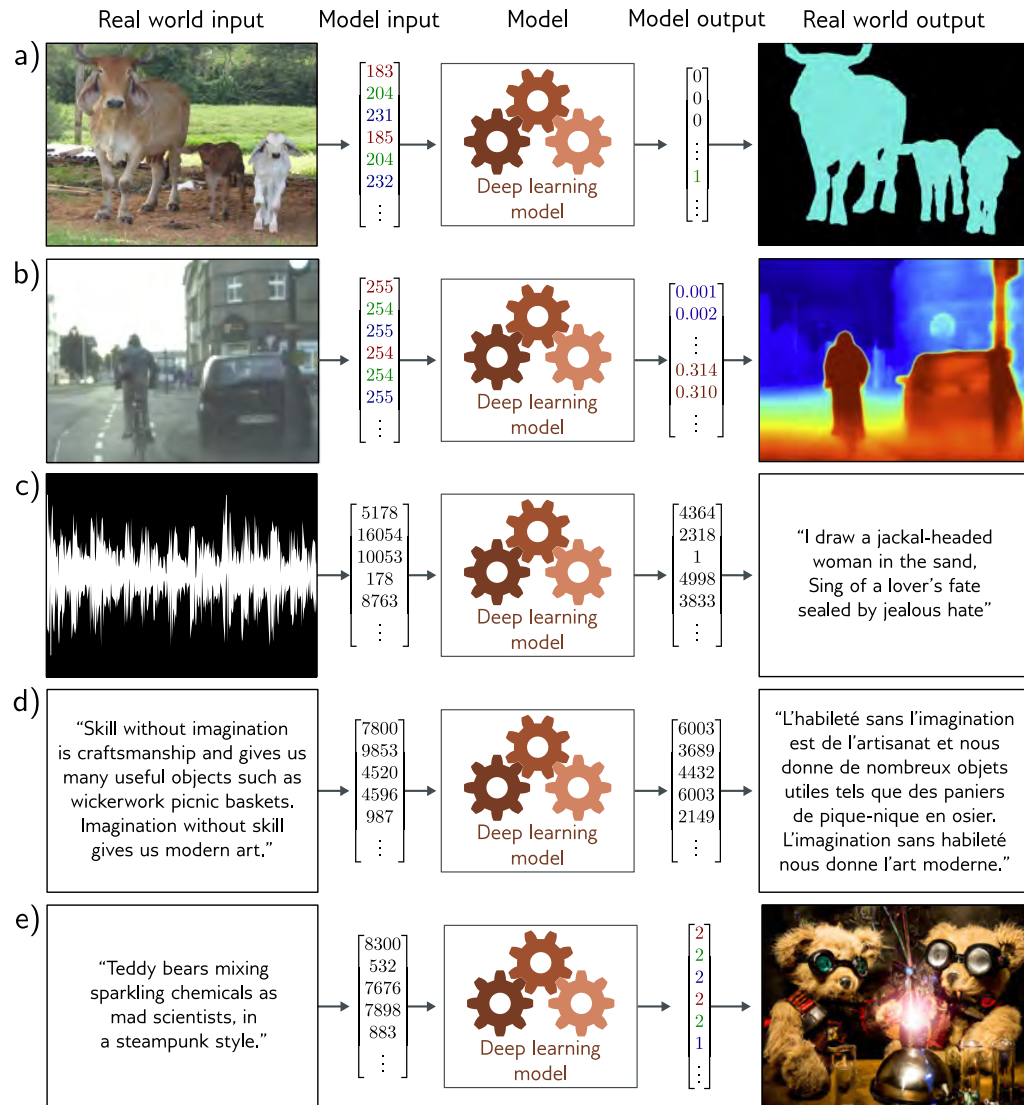 Real world input
Model input
Model
Model output
Real world output
a)
183
204
231
185
204
232
⋮
Deep learning
model
0
0
0
⋮
1
⋮
b)
255
254
255
254
254
255
⋮
Deep learning
model
0.001
0.002
⋮
0.314
0.310
⋮
c)
5178
16054
10053
178
8763
⋮
Deep learning
model
4364
2318
1
4998
3833
⋮
“I draw a jackal-headed
woman in the sand,
Sing of a lover’s fate
sealed by jealous hate”
d)
“Skill without imagination
is craftsmanship and gives us
many useful objects such as
wickerwork picnic baskets.
Imagination without skill
gives us modern art.”
7800
9853
4520
4596
987
⋮
Deep learning
model
6003
3689
4432
6003
2149
⋮
“L’habileté sans l’imagination
est de l’artisanat et nous
donne de nombreux objets
utiles tels que des paniers
de pique-nique en osier.
L’imagination sans habileté
nous donne l’art moderne.”
e)
“Teddy bears mixing
sparkling chemicals as
mad scientists, in
a steampunk style.”
8300
532
7676
7898
883
⋮
Deep learning
model
2
2
2
2
2
1
⋮